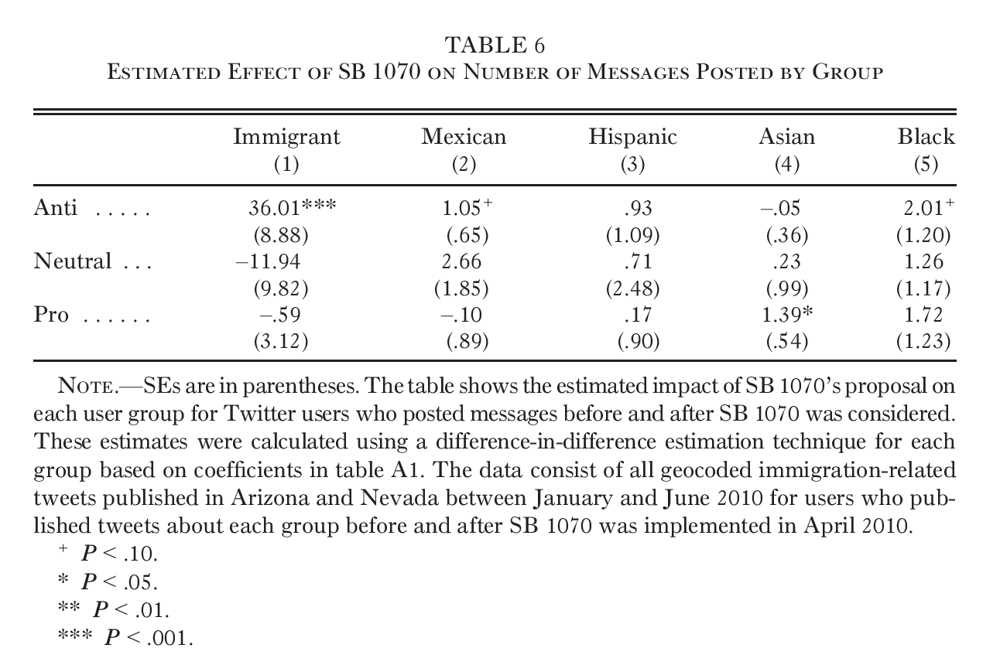 TABLE 6
Estimated Effect of SB 1070 on Number of Messages Posted by Group
Immigrant Mexican Hispanic Asian Black
(1) (2) (3) (4) (5)
Anti ..... 36.01*** 1.05+ .93 –.05 2.01+
(8.88) (.65) (1.09) (.36) (1.20)
Neutral ... –11.94 2.66 .71 .23 1.26
(9.82) (1.85) (2.48) (.99) (1.17)
Pro ...... –.59 –.10 .17 1.39* 1.72
(3.12) (.89) (.90) (.54) (1.23)
Note.—SEs are in parentheses. The table shows the estimated impact of SB 1070's proposal on
each user group for Twitter users who posted messages before and after SB 1070 was considered.
These estimates were calculated using a difference-in-difference estimation technique for each
group based on coefficients in table A1. The data consist of all geocoded immigration-related
tweets published in Arizona and Nevada between January and June 2010 for users who pub-
lished tweets about each group before and after SB 1070 was implemented in April 2010.
+ P < .10.
* P < .05.
** P < .01.
*** P < .001.